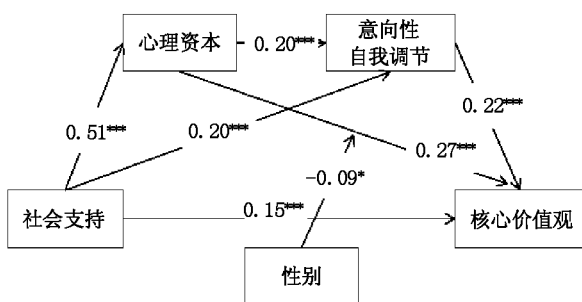 心理资本
0.20***
意向性
自我调节
0.51***
0.20***
0.22***
0.27***
-0.09*
社会支持
0.15***
核心价值观
性别